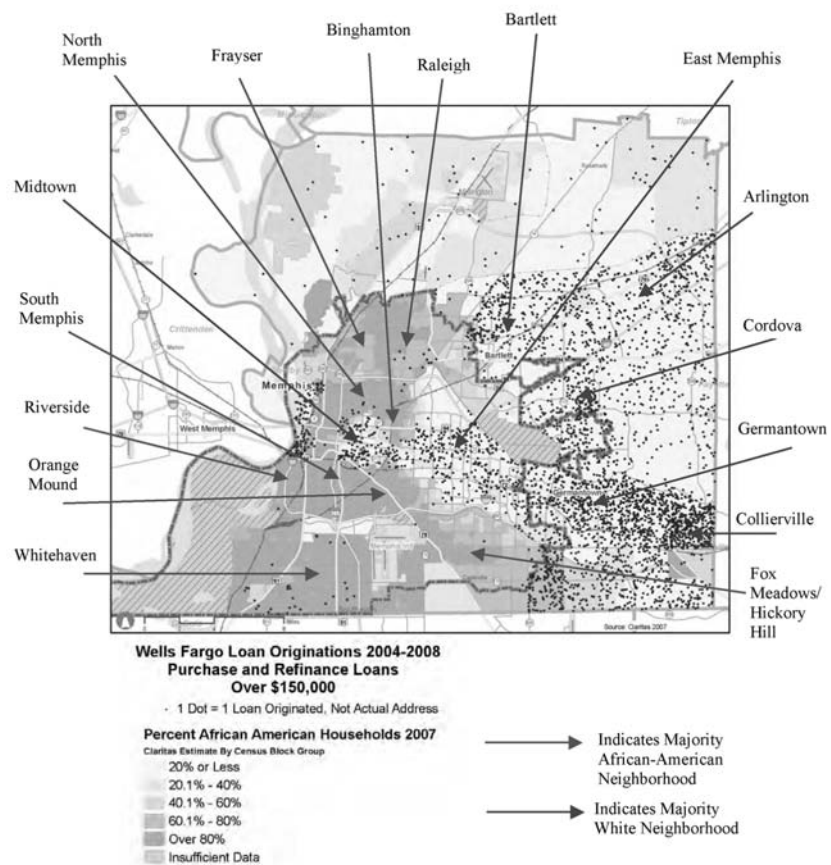 North
Memphis
Frayser
Binghamton
Raleigh
Bartlett
East Memphis
Midtown
Arlington
South
Memphis
Cordova
Riverside
Germantown
Orange
Mound
Collierville
Whitehaven
Fox
Meadows/
Hickory
Hill
Crittenden
Memphis
West Memphis
Bartlett
Germantown
Source: Claritas 2007
Wells Fargo Loan Originations 2004-2008
Purchase and Refinance Loans
Over $150,000
· 1 Dot = 1 Loan Originated, Not Actual Address
Percent African American Households 2007
Claritas Estimate By Census Block Group
20% or Less
20.1% - 40%
40.1% - 60%
60.1% - 80%
Over 80%
Insufficient Data
Indicates Majority
African-American
Neighborhood
Indicates Majority
White Neighborhood